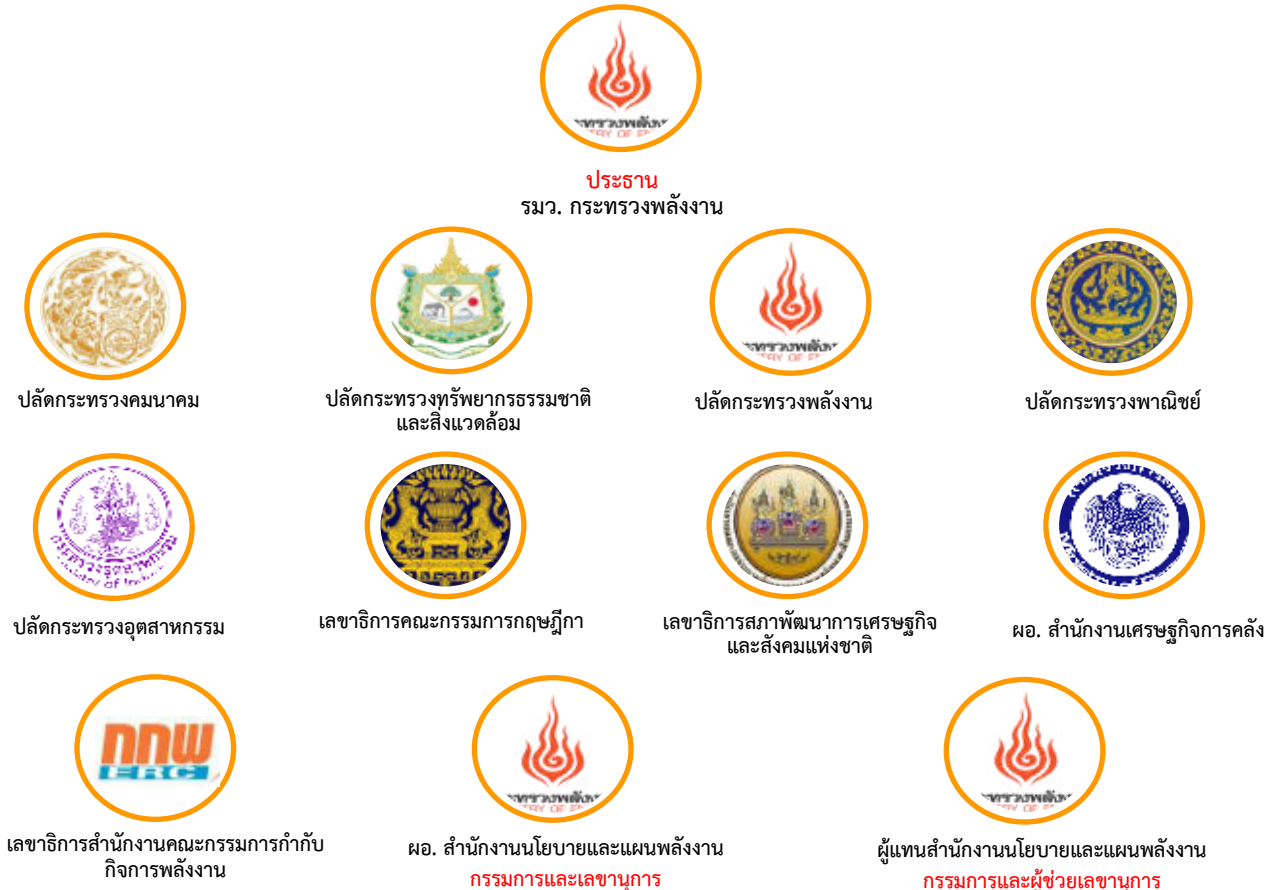 ประธาน
รมว. กระทรวงพลังงาน
ปลัดกระทรวงคมนาคม
ปลัดกระทรวงทรัพยากรธรรมชาติ
และสิ่งแวดล้อม
ปลัดกระทรวงพลังงาน
ปลัดกระทรวงพาณิชย์
ปลัดกระทรวงอุตสาหกรรม
เลขาธิการคณะกรรมการกฤษฎีกา
เลขาธิการสภาพัฒนาการเศรษฐกิจ
และสังคมแห่งชาติ
ผอ. สำนักงานเศรษฐกิจการคลัง
กกพ
ERC
เลขาธิการสำนักงานคณะกรรมการกำกับ
กิจการพลังงาน
ผอ. สำนักงานนโยบายและแผนพลังงาน
กรรมการและเลขานุการ
ผู้แทนสำนักงานนโยบายและแผนพลังงาน
กรรมการและผู้ช่วยเลขานุการ